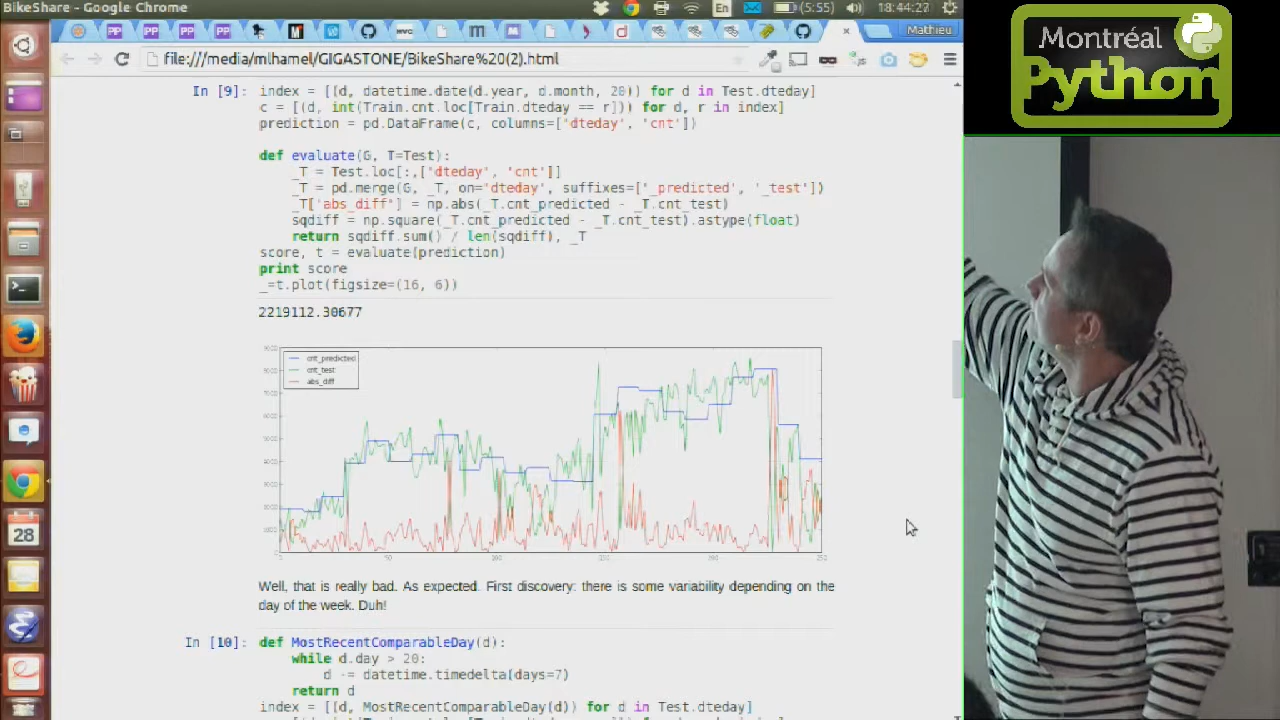 BikeShare - Google Chrome
En
(5:55)
18:44:27
Mathieu
file:///media/mlhamel/GIGASTONE/BikeShare%20(2).html
Montréal
Python
In [9]:
index = [[d, datetime.date(d.year, d.month, 20)] for d in Test.dteday]
c = [(d, int(Train.cnt.loc[Train.dteday == r])) for d, r in index]
prediction = pd.DataFrame(c, columns=['dteday', 'cnt'])
def evaluate(G, T=Test):
_T = Test.loc[:,['dteday', 'cnt']]
_T = pd.merge(G, _T, on='dteday', suffixes=['_predicted', '_test'])
_T['abs_diff'] = np.abs(_T.cnt_predicted - _T.cnt_test)
sqdiff = np.square(_T.cnt_predicted - _T.cnt_test).astype(float)
return sqdiff.sum() / len(sqdiff), _T
score, t = evaluate(prediction)
print score
_=t.plot(figsize=(16, 6))
2219112.30677
cnt_predicted
cnt_test
abs_diff
28
Well, that is really bad. As expected. First discovery: there is some variability depending on the
day of the week. Duh!
In [10]:
def MostRecentComparableDay(d):
while d.day > 20:
d -= datetime.timedelta(days=7)
return d
index = [[d, MostRecentComparableDay(d)] for d in Test.dteday]